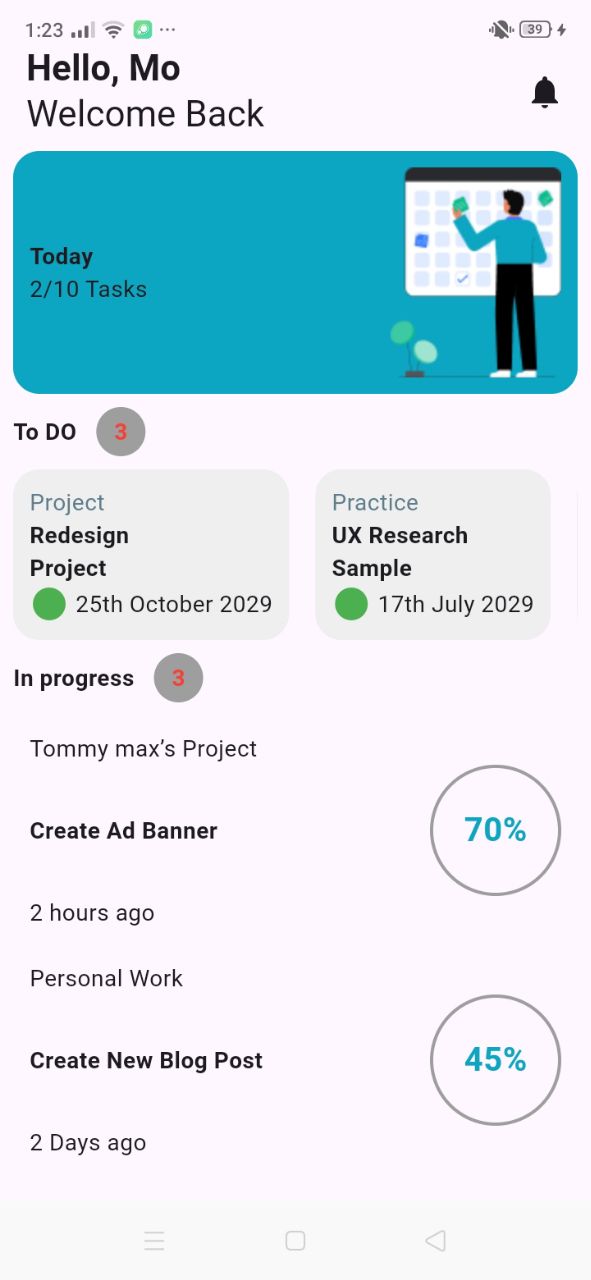 1:23
39
Hello, Mo
Welcome Back
Today
2/10 Tasks
To DO 3
Project
Redesign
Project
25th October 2029
Practice
UX Research
Sample
17th July 2029
In progress 3
Tommy max’s Project
Create Ad Banner
70%
2 hours ago
Personal Work
Create New Blog Post
45%
2 Days ago